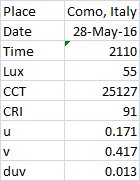 Place Como, Italy
Date 28-May-16
Time 2110
Lux 55
CCT 25127
CRI 91
u 0.171
v 0.417
duv 0.013